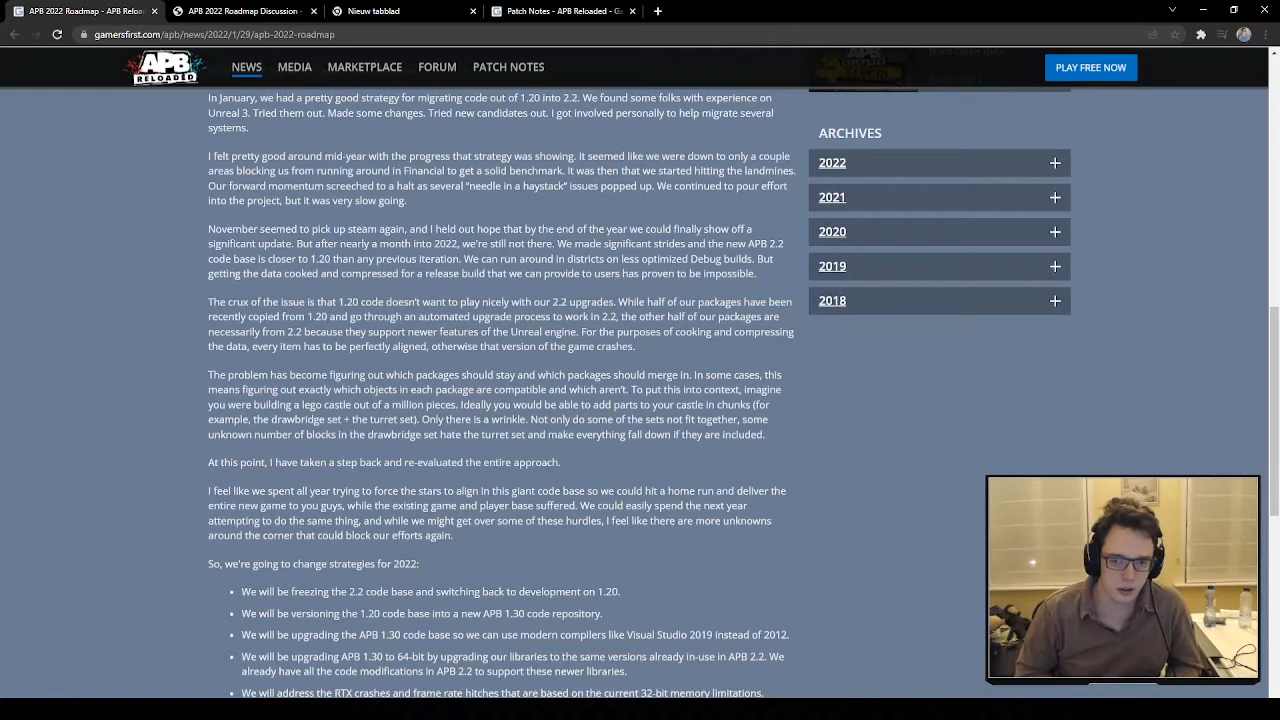 APB 2022 Roadmap - APB Reloa
APB 2022 Roadmap Discussion -
Nieuw tabblad
Patch Notes - APB Reloaded - Ga
gamersfirst.com/apb/news/2022/1/29/apb-2022-roadmap
APB
RELOADED
NEWS
MEDIA
MARKETPLACE
FORUM
PATCH NOTES
PLAY FREE NOW
In January, we had a pretty good strategy for migrating code out of 1.20 into 2.2. We found some folks with experience on
Unreal 3. Tried them out. Made some changes. Tried new candidates out. I got involved personally to help migrate several
systems.
I felt pretty good around mid-year with the progress that strategy was showing. It seemed like we were down to only a couple
areas blocking us from running around in Financial to get a solid benchmark. It was then that we started hitting the landmines.
Our forward momentum screeched to a halt as several "needle in a haystack" issues popped up. We continued to pour effort
into the project, but it was very slow going.
November seemed to pick up steam again, and I held out hope that by the end of the year we could finally show off a
significant update. But after nearly a month into 2022, we're still not there. We made significant strides and the new APB 2.2
code base is closer to 1.20 than any previous iteration. We can run around in districts on less optimized Debug builds. But
getting the data cooked and compressed for a release build that we can provide to users has proven to be impossible.
The crux of the issue is that 1.20 code doesn't want to play nicely with our 2.2 upgrades. While half of our packages have been
recently copied from 1.20 and go through an automated upgrade process to work in 2.2, the other half of our packages are
necessarily from 2.2 because they support newer features of the Unreal engine. For the purposes of cooking and compressing
the data, every item has to be perfectly aligned, otherwise that version of the game crashes.
The problem has become figuring out which packages should stay and which packages should merge in. In some cases, this
means figuring out exactly which objects in each package are compatible and which aren't. To put this into context, imagine
you were building a lego castle out of a million pieces. Ideally you would be able to add parts to your castle in chunks (for
example, the drawbridge set + the turret set). Only there is a wrinkle. Not only do some of the sets not fit together, some
unknown number of blocks in the drawbridge set hate the turret set and make everything fall down if they are included.
At this point, I have taken a step back and re-evaluated the entire approach.
I feel like we spent all year trying to force the stars to align in this giant code base so we could hit a home run and deliver the
entire new game to you guys, while the existing game and player base suffered. We could easily spend the next year
attempting to do the same thing, and while we might get over some of these hurdles, I feel like there are more unknowns
around the corner that could block our efforts again.
So, we're going to change strategies for 2022:
• We will be freezing the 2.2 code base and switching back to development on 1.20.
• We will be versioning the 1.20 code base into a new APB 1.30 code repository.
• We will be upgrading the APB 1.30 code base so we can use modern compilers like Visual Studio 2019 instead of 2012.
• We will be upgrading APB 1.30 to 64-bit by upgrading our libraries to the same versions already in-use in APB 2.2. We
already have all the code modifications in APB 2.2 to support these newer libraries.
• We will address the RTX crashes and frame rate hitches that are based on the current 32-bit memory limitations.
ARCHIVES
2022
2021
2020
2019
2018